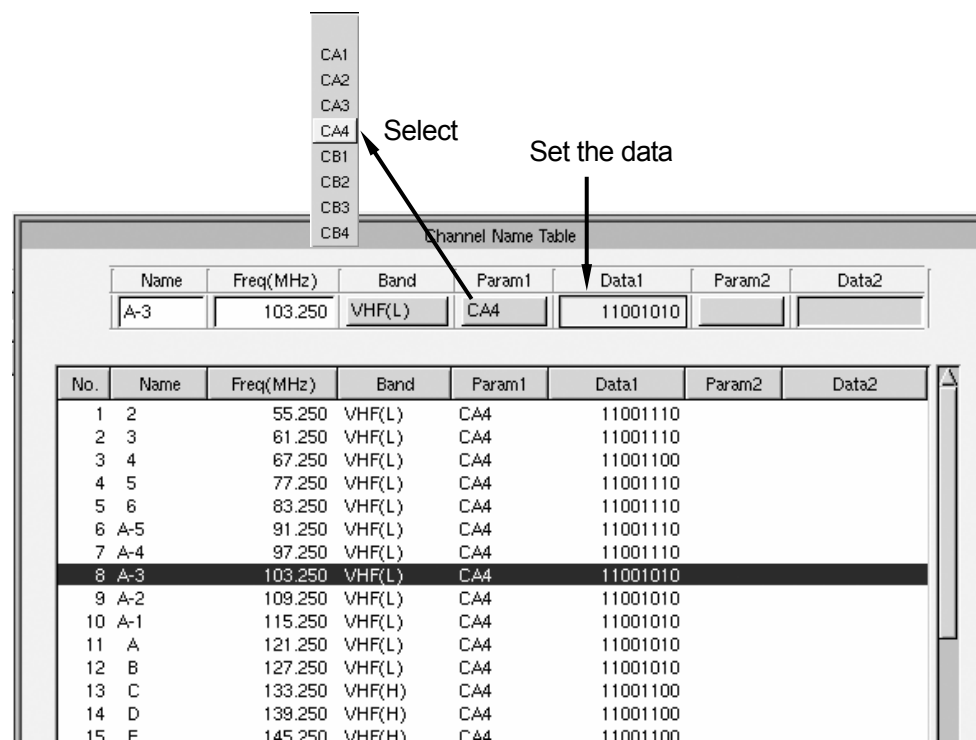 CA1
CA2
CA3
CA4
CB1
CB2
CB3
CB4
Select
Set the data
Channel Name Table
Name Freq(MHz) Band Param1 Data1 Param2 Data2
A-3 103.250 VHF(L) CA4 11001010
No. Name Freq(MHz) Band Param1 Data1 Param2 Data2
1 2 55.250 VHF(L) CA4 11001110
2 3 61.250 VHF(L) CA4 11001110
3 4 67.250 VHF(L) CA4 11001100
4 5 77.250 VHF(L) CA4 11001110
5 6 83.250 VHF(L) CA4 11001110
6 A-5 91.250 VHF(L) CA4 11001110
7 A-4 97.250 VHF(L) CA4 11001110
8 A-3 103.250 VHF(L) CA4 11001010
9 A-2 109.250 VHF(L) CA4 11001010
10 A-1 115.250 VHF(L) CA4 11001010
11 A 121.250 VHF(L) CA4 11001010
12 B 127.250 VHF(L) CA4 11001010
13 C 133.250 VHF(H) CA4 11001100
14 D 139.250 VHF(H) CA4 11001100
15 E 145.250 VHF(H) CA4 11001100